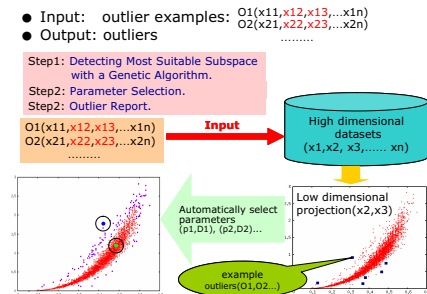 ● Input: outlier examples: O1(x11,x12,x13,...x1n)
O2(x21,x22,x23,...x2n)
● Output: outliers .........
Step1: Detecting Most Suitable Subspace
with a Genetic Algorithm.
Step2: Parameter Selection.
Step2: Outlier Report.
O1(x11,x12,x13,...x1n)
O2(x21,x22,x23,...x2n)
.........
Input
High dimensional
datasets
(x1,x2, x3,...... xn)
Automatically select
parameters
(p1,D1), (p2,D2)...
Low dimensional
projection(x2,x3)
example
outliers(O1,O2...)